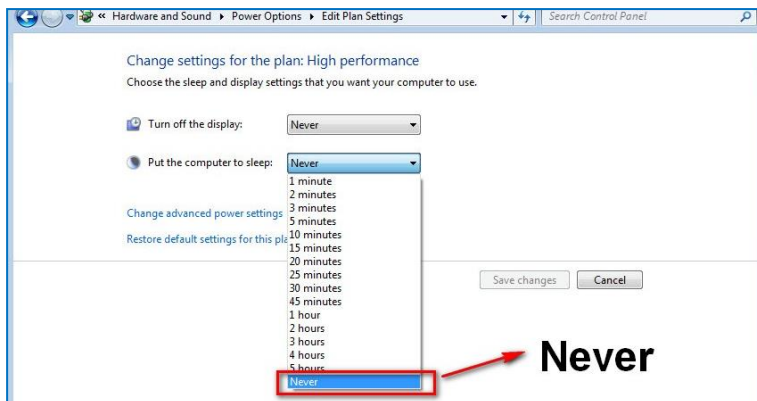 « Hardware and Sound ▸ Power Options ▸ Edit Plan Settings
Search Control Panel
Change settings for the plan: High performance
Choose the sleep and display settings that you want your computer to use.
Turn off the display: Never
Put the computer to sleep: Never
1 minute
2 minutes
3 minutes
5 minutes
Change advanced power settings
10 minutes
15 minutes
Restore default settings for this pla
20 minutes
25 minutes
30 minutes
45 minutes
Save changes Cancel
1 hour
2 hours
3 hours
4 hours
5 hours
Never
Never